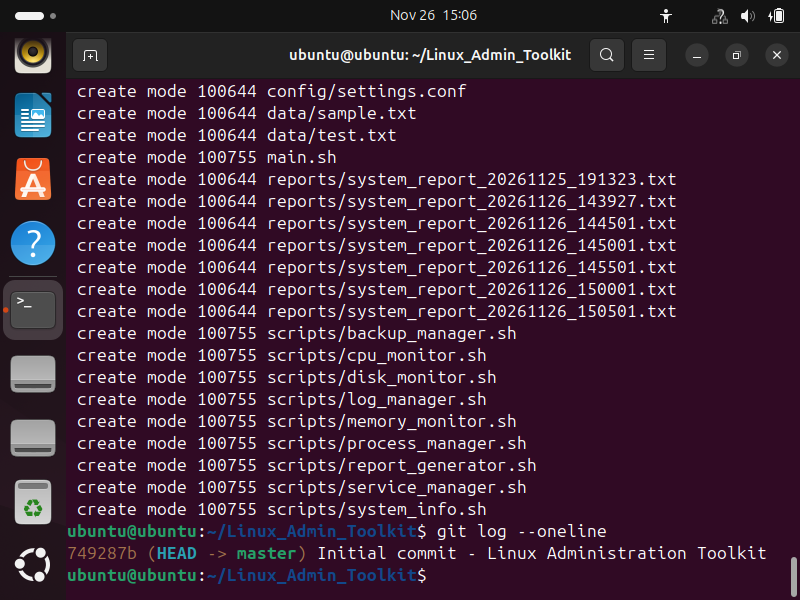 Nov 26 15:06
ubuntu@ubuntu: ~/Linux_Admin_Toolkit
create mode 100644 config/settings.conf
create mode 100644 data/sample.txt
create mode 100644 data/test.txt
create mode 100755 main.sh
create mode 100644 reports/system_report_20261125_191323.txt
create mode 100644 reports/system_report_20261126_143927.txt
create mode 100644 reports/system_report_20261126_144501.txt
create mode 100644 reports/system_report_20261126_145001.txt
create mode 100644 reports/system_report_20261126_145501.txt
create mode 100644 reports/system_report_20261126_150001.txt
create mode 100644 reports/system_report_20261126_150501.txt
create mode 100755 scripts/backup_manager.sh
create mode 100755 scripts/cpu_monitor.sh
create mode 100755 scripts/disk_monitor.sh
create mode 100755 scripts/log_manager.sh
create mode 100755 scripts/memory_monitor.sh
create mode 100755 scripts/process_manager.sh
create mode 100755 scripts/report_generator.sh
create mode 100755 scripts/service_manager.sh
create mode 100755 scripts/system_info.sh
ubuntu@ubuntu:~/Linux_Admin_Toolkit$ git log --oneline
749287b (HEAD -> master) Initial commit - Linux Administration Toolkit
ubuntu@ubuntu:~/Linux_Admin_Toolkit$